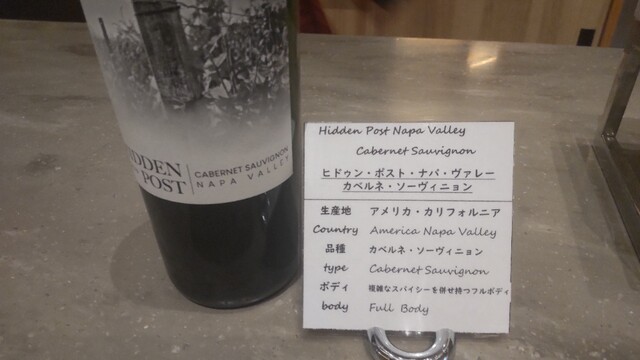 HIDDEN
POST
CABERNET SAUVIGNON
NAPA VALLEY
Hidden Post Napa Valley
Cabernet Sauvignon
ヒドゥン・ポスト・ナパ・ヴァレー
カベルネ・ソーヴィニョン
生産地 アメリカ・カリフォルニア
Country America Napa Valley
品種 カベルネ・ソーヴィニョン
type Cabernet Sauvignon
ボディ 複雑なスパイシーを併せ持つフルボディ
body Full Body